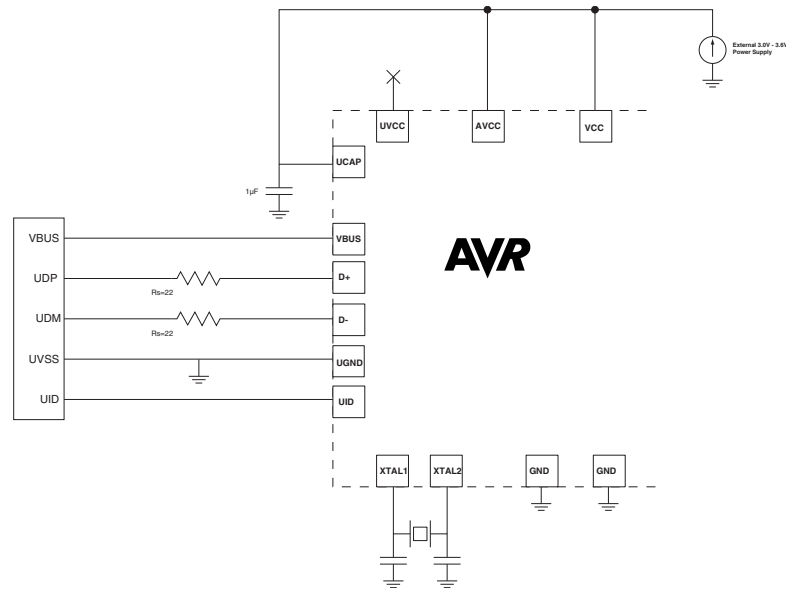 External 3.0V - 3.6V
Power Supply
UVCC
AVCC
VCC
UCAP
1µF
VBUS
VBUS
UDP
Rs=22
D+
UDM
Rs=22
D-
UVSS
UGND
UID
UID
AVR
XTAL1
XTAL2
GND
GND